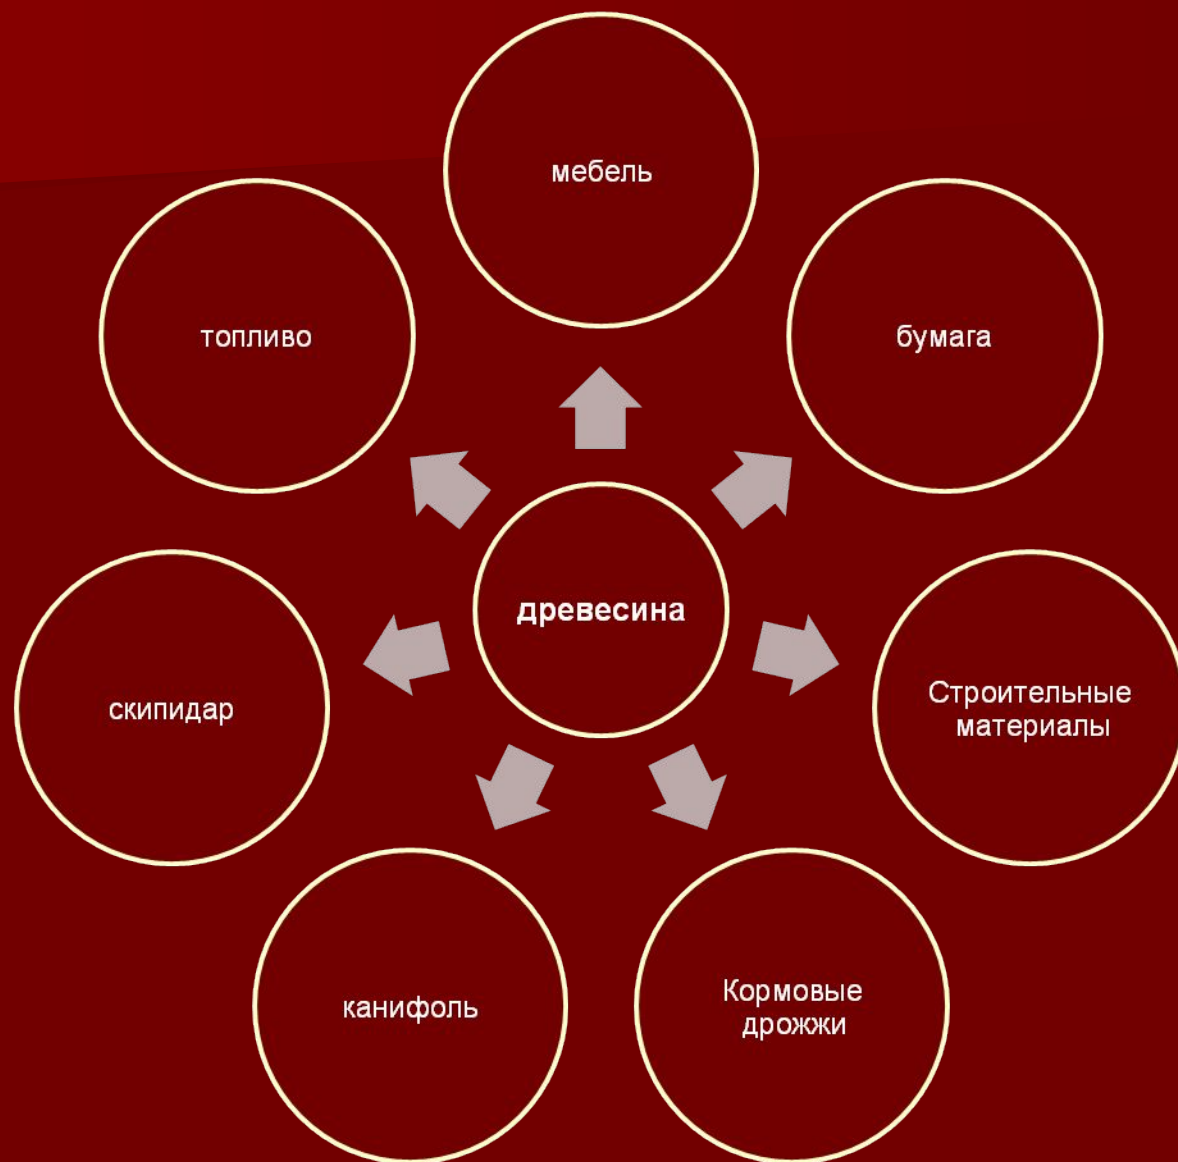 мебель
топливо
бумага
древесина
скипидар
Строительные
материалы
канифоль
Кормовые
дрожжи